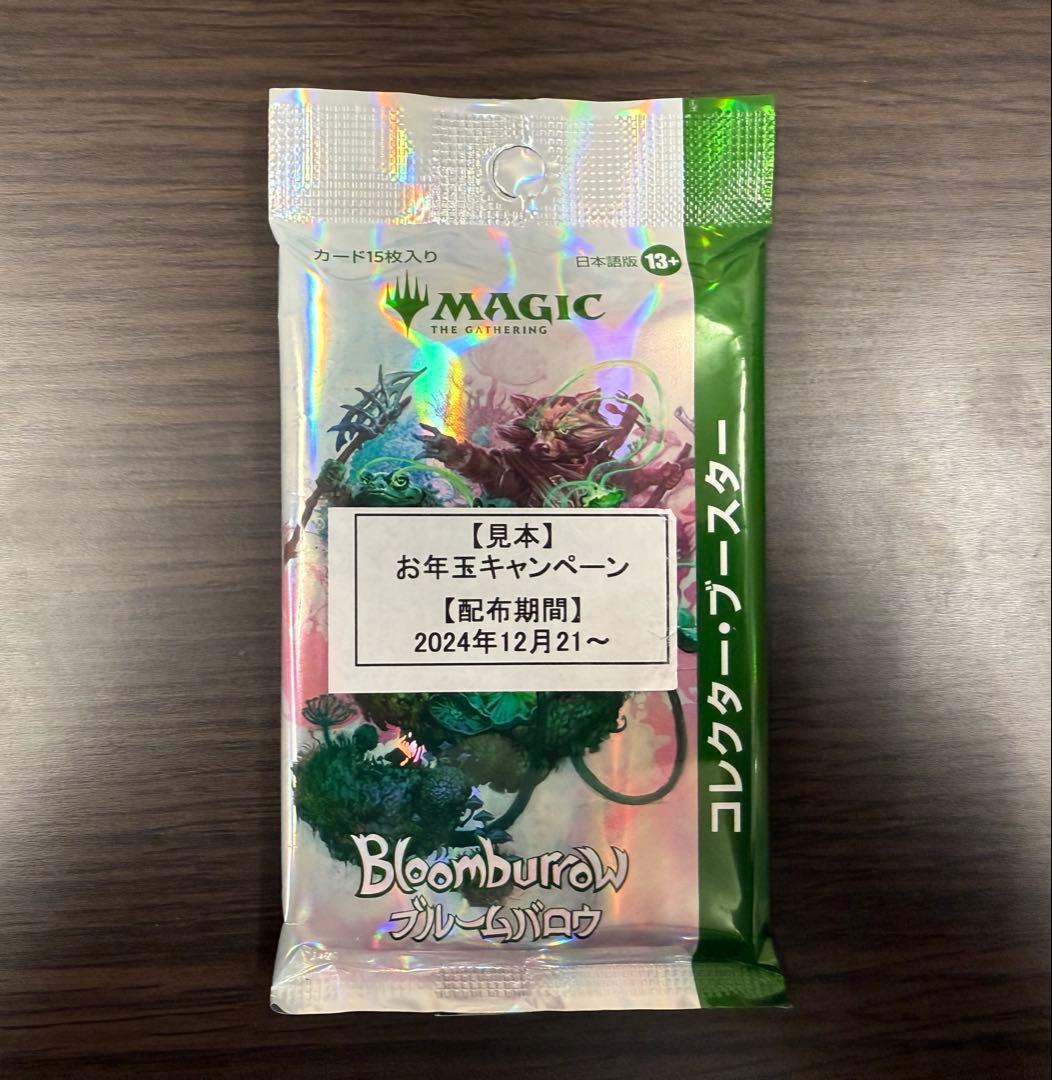 カード15枚入り
日本語版 13+
MAGIC
THE GATHERING
【見本】
お年玉キャンペーン
【配布期間】
2024年12月21~
コレクター・ブースター
Bloomburrow
ブルームバロウ